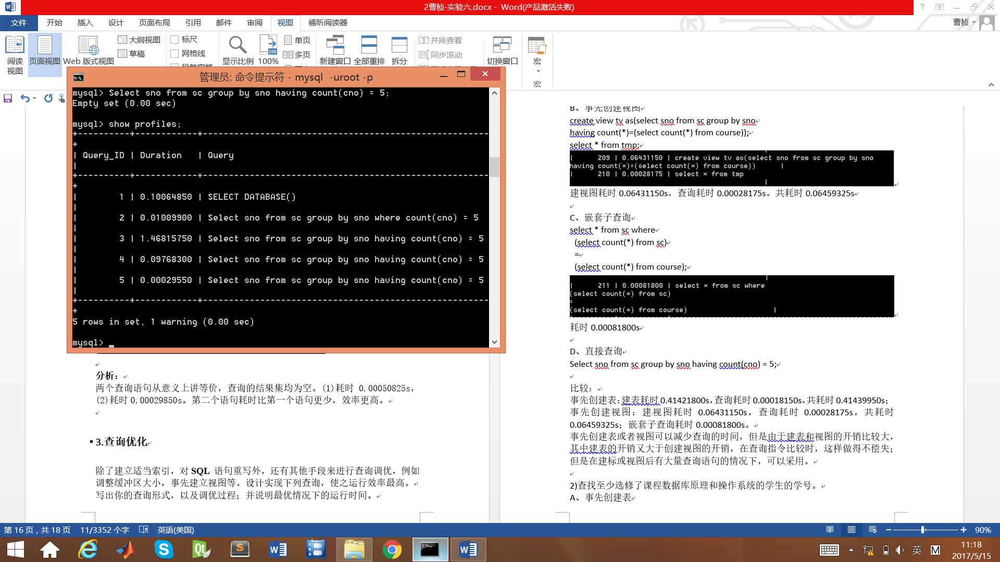 2曹桢-实验六.docx - Word(产品激活失败)
文件 开始 插入 设计 页面布局 引用 邮件 审阅 视图 福昕阅读器
曹桢
阅读视图 页面视图 Web 版式视图 大纲视图 草稿
标尺 网格线
显示比例 100% 单页 多页
新建窗口 全部重排 拆分
并排查看 同步滚动
切换窗口 宏
宏
管理员: 命令提示符 - mysql -uroot -p
mysql> Select sno from sc group by sno having count(cno) = 5;
Empty set (0.00 sec)
mysql> show profiles;
| Query_ID | Duration | Query
|
| 1 | 0.10064850 | SELECT DATABASE()
|
| 2 | 0.01009900 | Select sno from sc group by sno where count(cno) = 5
|
| 3 | 1.46815750 | Select sno from sc group by sno having count(cno) = 5
|
| 4 | 0.09768300 | Select sno from sc group by sno having count(cno) = 5
|
| 5 | 0.00029550 | Select sno from sc group by sno having count(cno) = 5
|
5 rows in set, 1 warning (0.00 sec)
mysql> _
分析：
两个查询语句从意义上讲等价，查询的结果集均为空。(1)耗时 0.00050825s，
(2)耗时 0.00029850s。第二个语句耗时比第一个语句更少，效率更高。
3.查询优化
除了建立适当索引，对 SQL 语句重写外，还有其他手段来进行查询调优，例如
调整缓冲区大小，事先建立视图等。设计实现下列查询，使之运行效率最高。
写出你的查询形式，以及调优过程；并说明最优情况下的运行时间。
B、事先创建视图
create view tv as(select sno from sc group by sno
having count(*)=(select count(*) from course));
select * from tmp;
| 209 | 0.06431150 | create view tv as(select sno from sc group by sno
having count(*)=(select count(*) from course)) |
| 210 | 0.00028175 | select * from tmp
|
建视图耗时 0.06431150s，查询耗时 0.00028175s。共耗时 0.06459325s
C、嵌套子查询
select * from sc where
(select count(*) from sc)
=
(select count(*) from course);
| 211 | 0.00081800 | select * from sc where
(select count(*) from sc)
=
(select count(*) from course) |
耗时 0.00081800s
D、直接查询
Select sno from sc group by sno having count(cno) = 5;
比较：
事先创建表：建表耗时 0.41421800s，查询耗时 0.00018150s，共耗时 0.41439950s；
事先创建视图：建视图耗时 0.06431150s，查询耗时 0.00028175s，共耗时
0.06459325s；嵌套子查询耗时 0.00081800s。
事先创建表或者视图可以减少查询的时间，但是由于建表和视图的开销比较大，
其中建表的开销又大于创建视图的开销，在查询指令比较时，这样做得不偿失；
但是在建标或视图后有大量查询语句的情况下，可以采用。
2)查找至少选修了课程数据库原理和操作系统的学生的学号。
A、事先创建表
第 16 页，共 18 页 11/3352 个字 英语(美国) 90%
英 M 11:18
2017/5/15